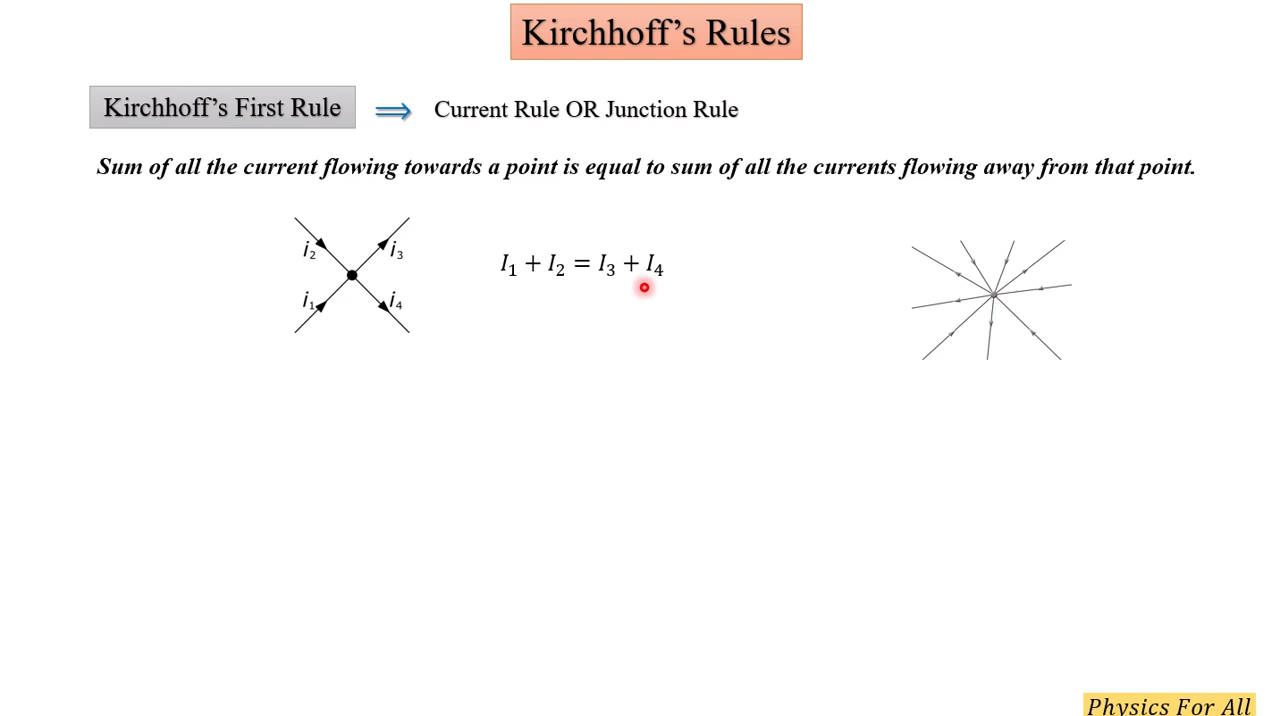 Kirchhoff's Rules
Kirchhoff's First Rule ⟹ Current Rule OR Junction Rule
Sum of all the current flowing towards a point is equal to sum of all the currents flowing away from that point.
i₂ i₃
I₁ + I₂ = I₃ + I₄
i₁ i₄
Physics For All